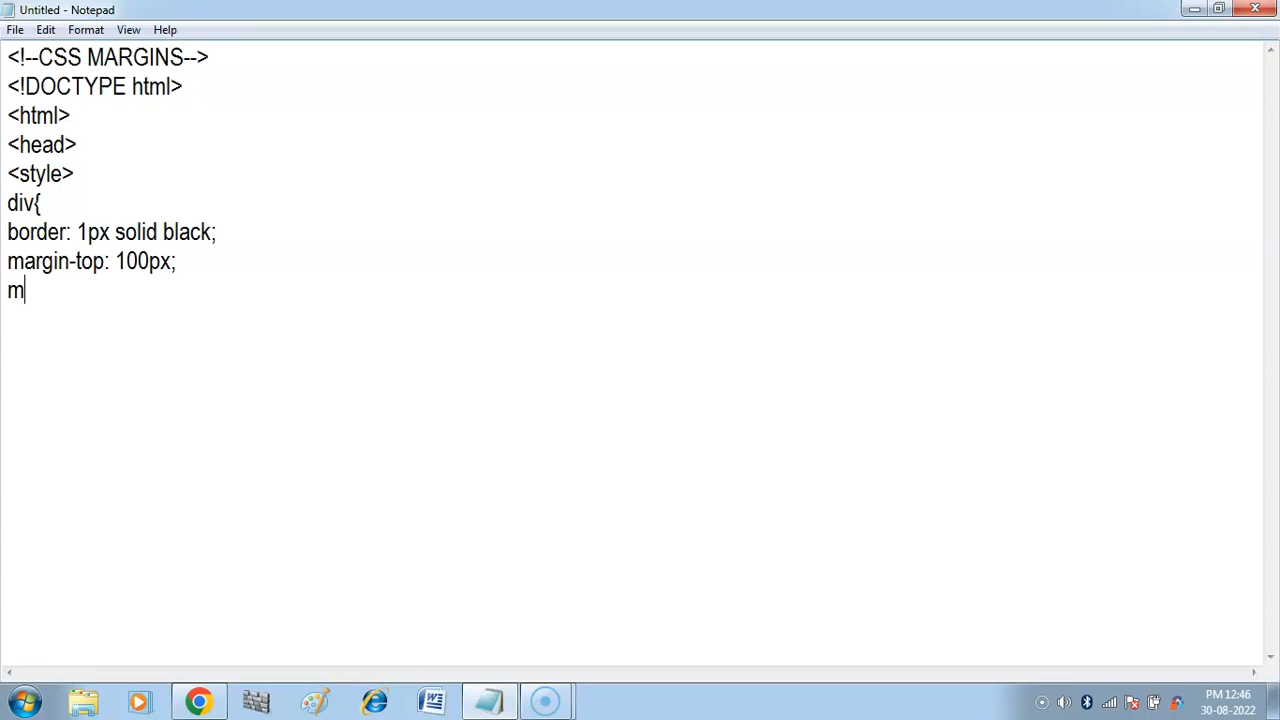 Untitled - Notepad
File Edit Format View Help
<!--CSS MARGINS-->
<!DOCTYPE html>
<html>
<head>
<style>
div{
border: 1px solid black;
margin-top: 100px;
m
PM 12:46
30-08-2022